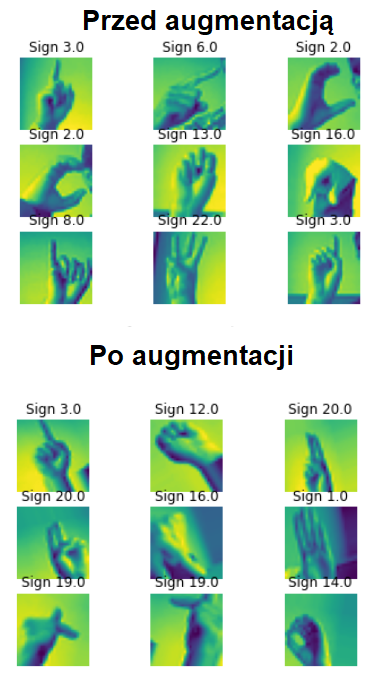 Przed augmentacją
Sign 3.0 Sign 6.0 Sign 2.0
Sign 2.0 Sign 13.0 Sign 16.0
Sign 8.0 Sign 22.0 Sign 3.0
Po augmentacji
Sign 3.0 Sign 12.0 Sign 20.0
Sign 20.0 Sign 16.0 Sign 1.0
Sign 19.0 Sign 19.0 Sign 14.0